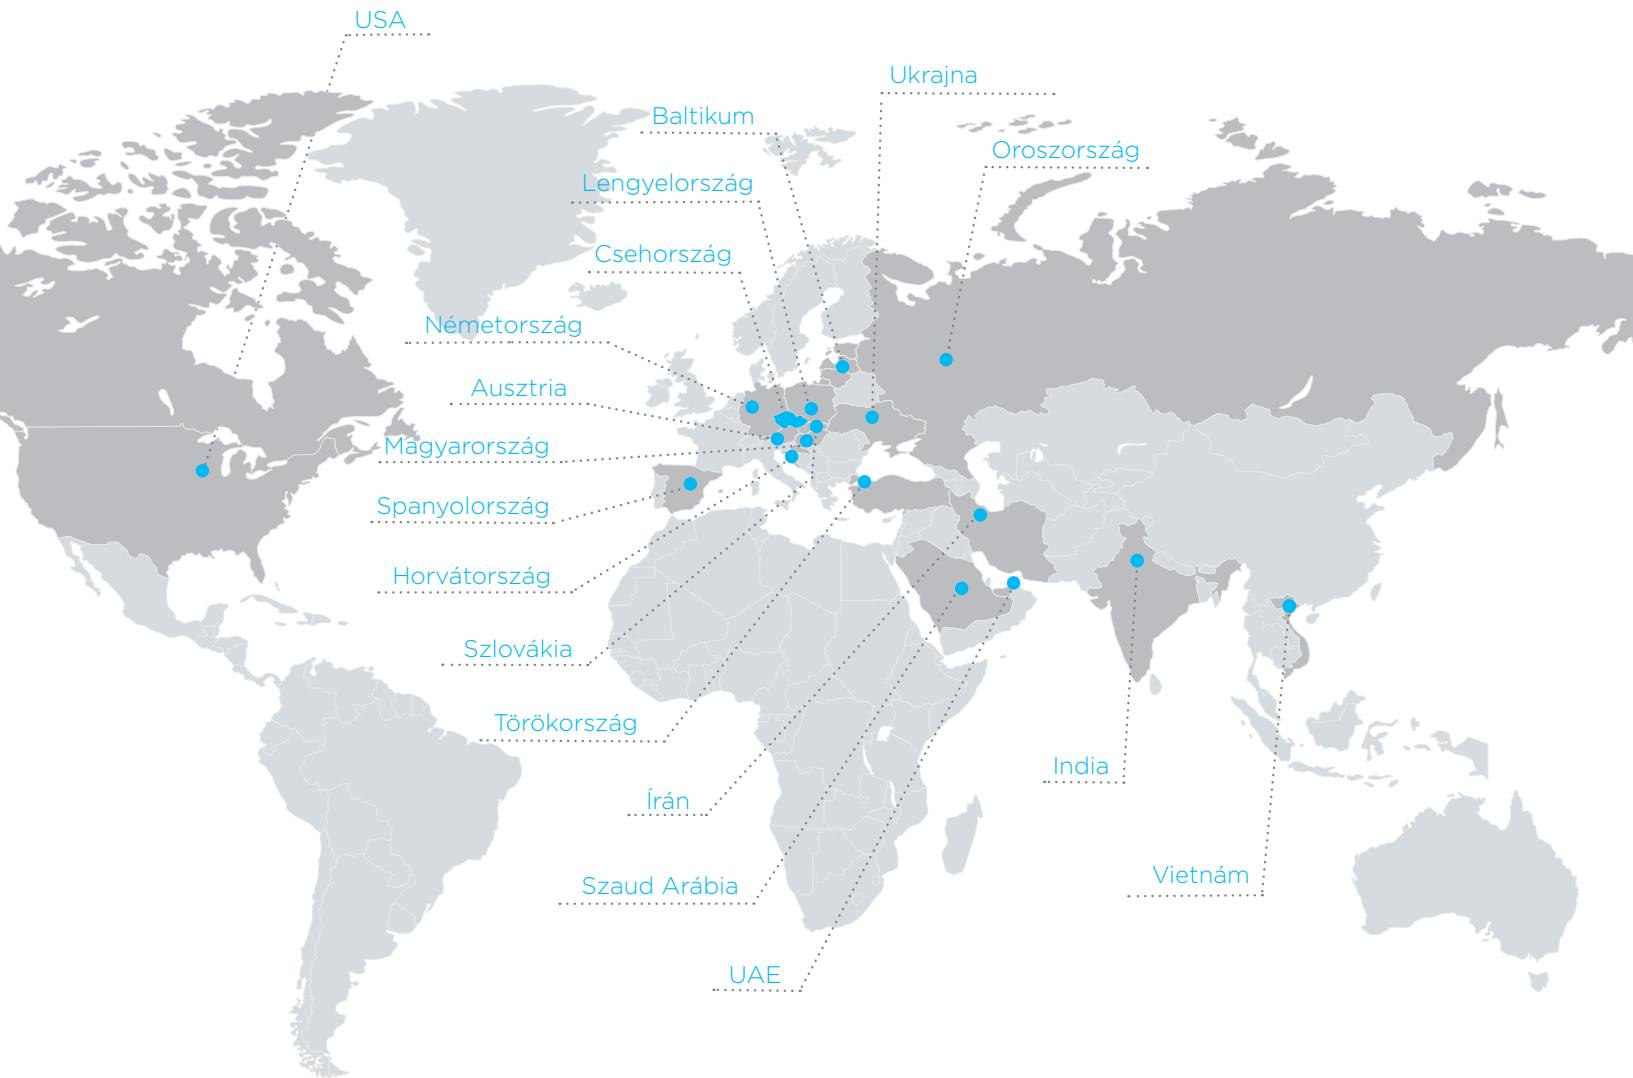 USA
Ukrajna
Baltikum
Oroszország
Lengyelország
Csehország
Németország
Ausztria
Magyarország
Spanyolország
Horvátország
Szlovákia
Törökország
India
Írán
Vietnám
Szaud Arábia
UAE